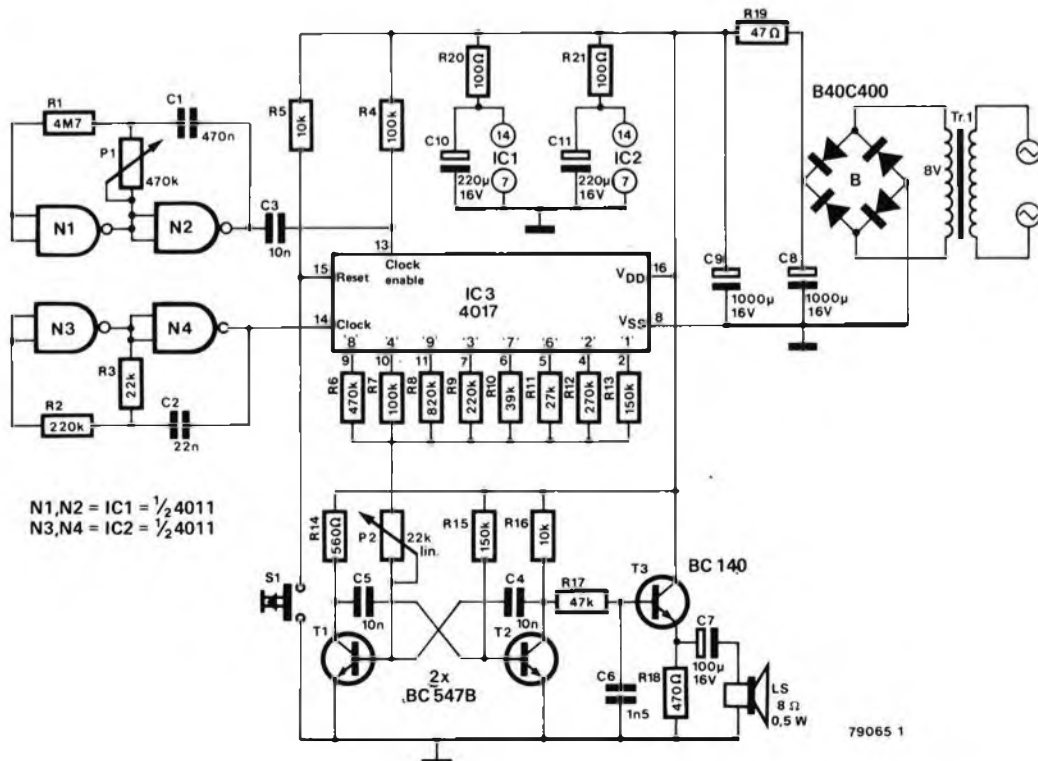 R19
47Ω
R20
100Ω
R21
100Ω
B40C400
R1
4M7
C1
470n
R5
10k
R4
100k
Tr.1
P1
470k
C10
220µ
16V
14
IC1
7
C11
220µ
16V
14
IC2
7
B
8V
N1
N2
C3
10n
13
15
Reset
Clock
enable
VDD
16
C9
1000µ
16V
C8
1000µ
16V
IC3
4017
N3
N4
14
Clock
VSS
8
'8'
'4'
'9'
'3'
'7'
'6'
'2'
'1'
9
10
11
7
6
5
4
2
R3
22k
R6
470k
R7
100k
R8
820k
R9
220k
R10
39k
R11
27k
R12
270k
R13
150k
R2
220k
C2
22n
N1,N2 = IC1 = ½ 4011
N3,N4 = IC2 = ½ 4011
R14
560Ω
P2
22k
lin.
R15
150k
R16
10k
T3
BC 140
S1
C5
10n
C4
10n
R17
47k
C7
100µ
16V
T1
T2
2x
BC 547B
C6
1n5
R18
470Ω
LS
8 Ω
0,5 W
79065 1